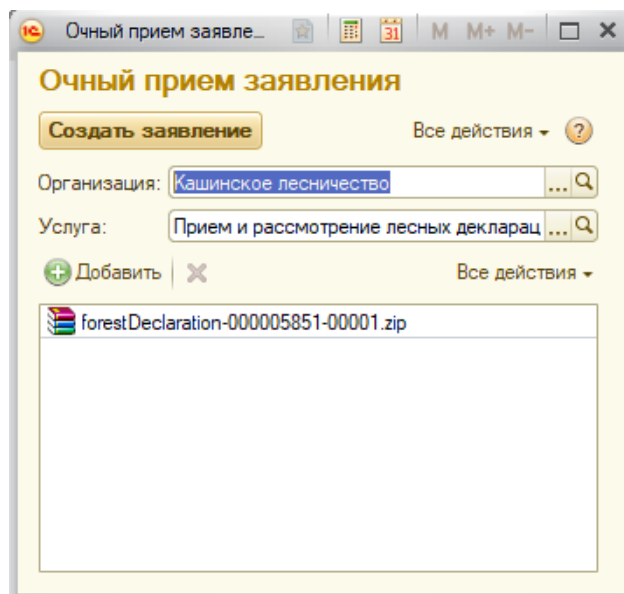 Очный прием заявле... M M+ M-
Очный прием заявления
Создать заявление Все действия ?
Организация: Кашинское лесничество ...
Услуга: Прием и рассмотрение лесных декларац ...
Добавить Все действия
forestDeclaration-000005851-00001.zip